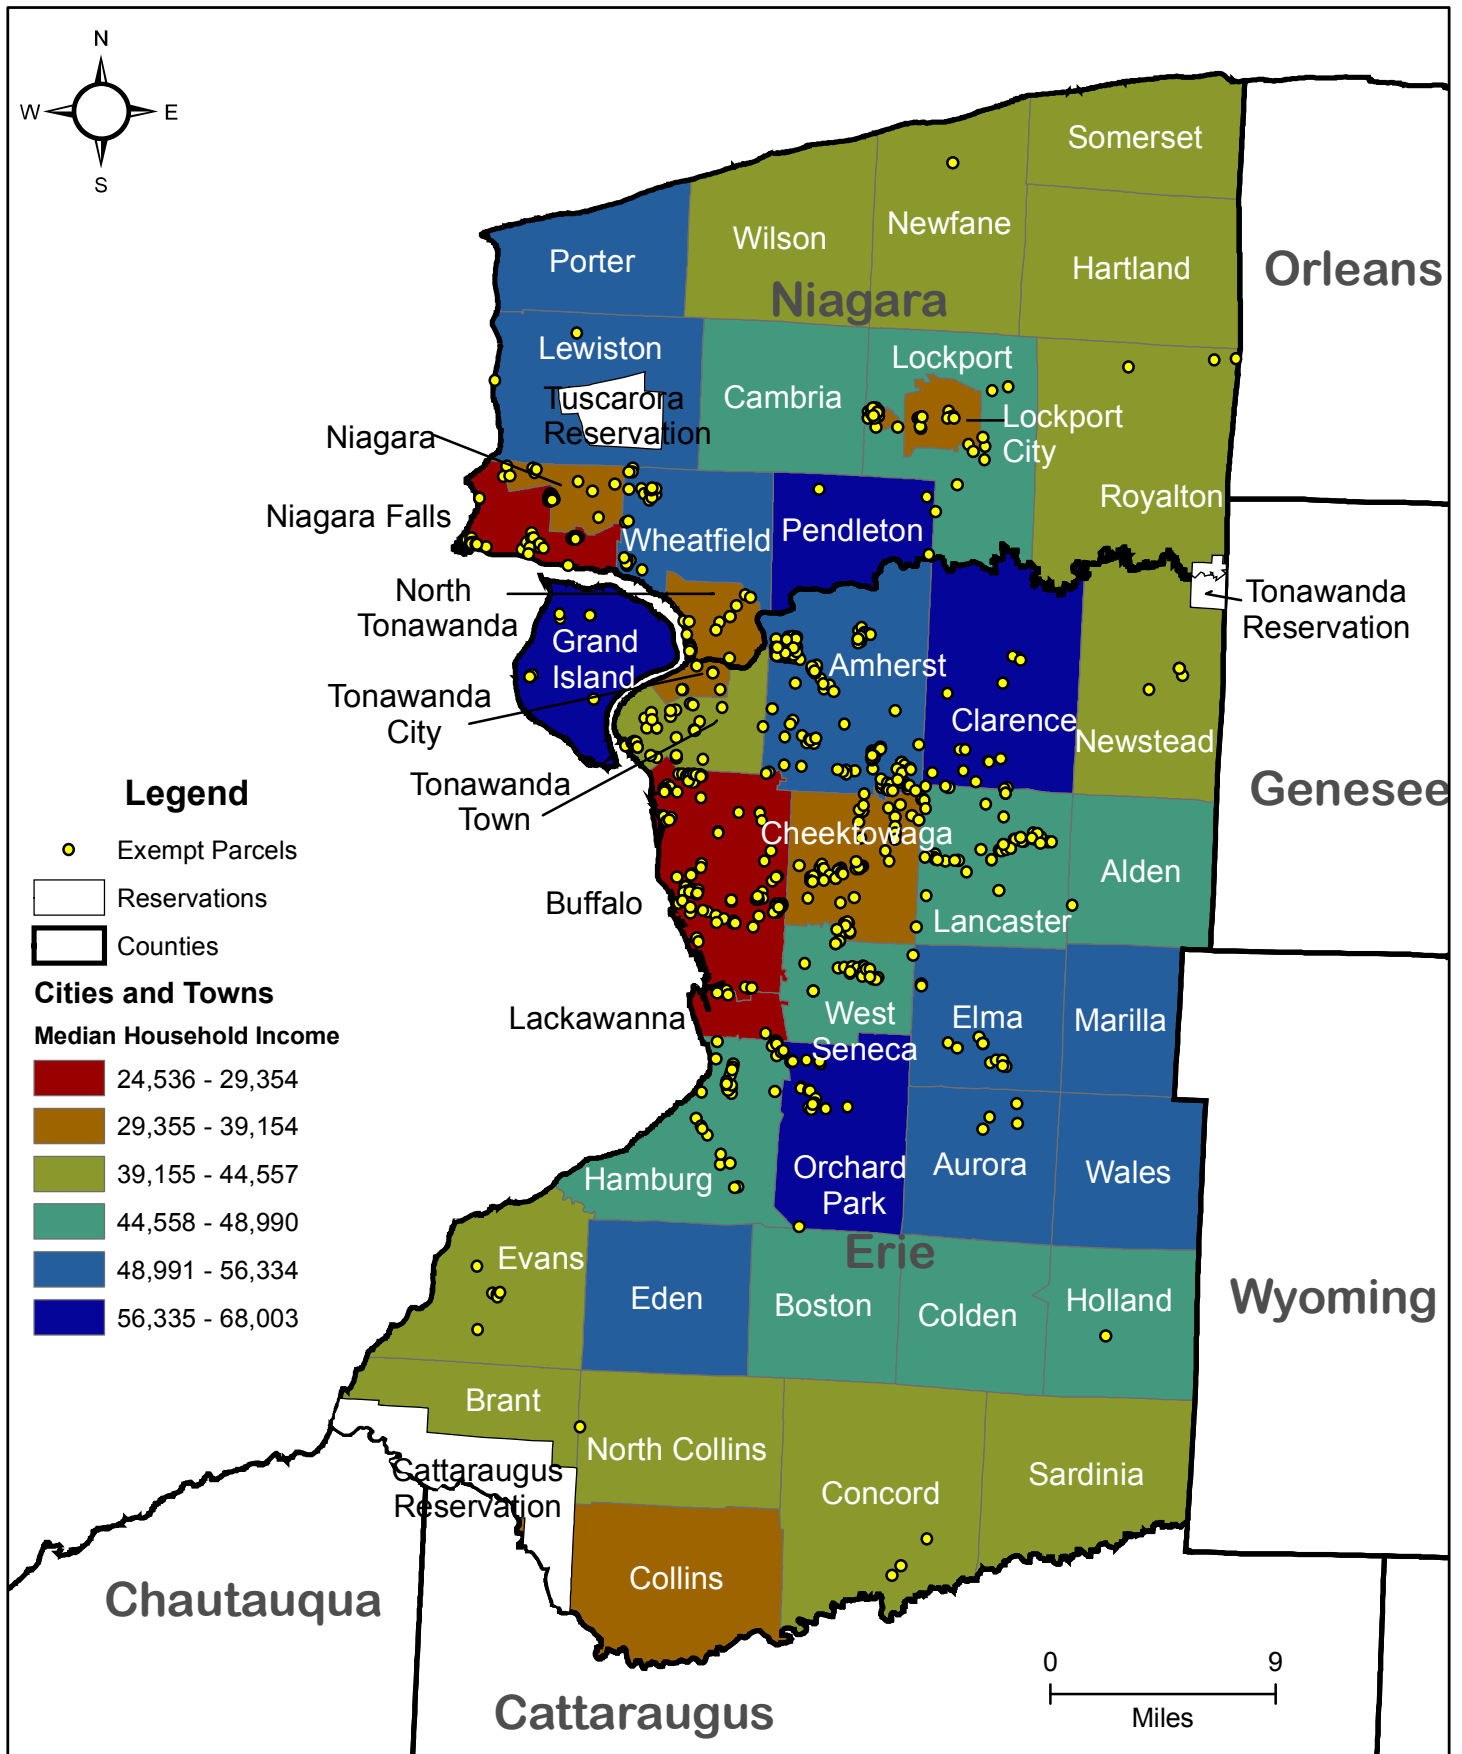 N
W
E
S
Somerset
Newfane
Wilson
Porter
Hartland
Orleans
Niagara
Lewiston
Lockport
Cambria
Tuscarora
Reservation
Lockport
City
Niagara
Royalton
Niagara Falls
Pendleton
Wheatfield
North
Tonawanda
Tonawanda
Reservation
Grand
Island
Amherst
Tonawanda
City
Clarence
Newstead
Tonawanda
Town
Genesee
Cheektowaga
Alden
Buffalo
Lancaster
Lackawanna
West
Seneca
Elma
Marilla
Orchard
Park
Aurora
Wales
Hamburg
Erie
Evans
Eden
Boston
Colden
Holland
Wyoming
Brant
North Collins
Cattaraugus
Reservation
Concord
Sardinia
Collins
Chautauqua
Cattaraugus
Legend
Exempt Parcels
Reservations
Counties
Cities and Towns
Median Household Income
24,536 - 29,354
29,355 - 39,154
39,155 - 44,557
44,558 - 48,990
48,991 - 56,334
56,335 - 68,003
0 9
Miles